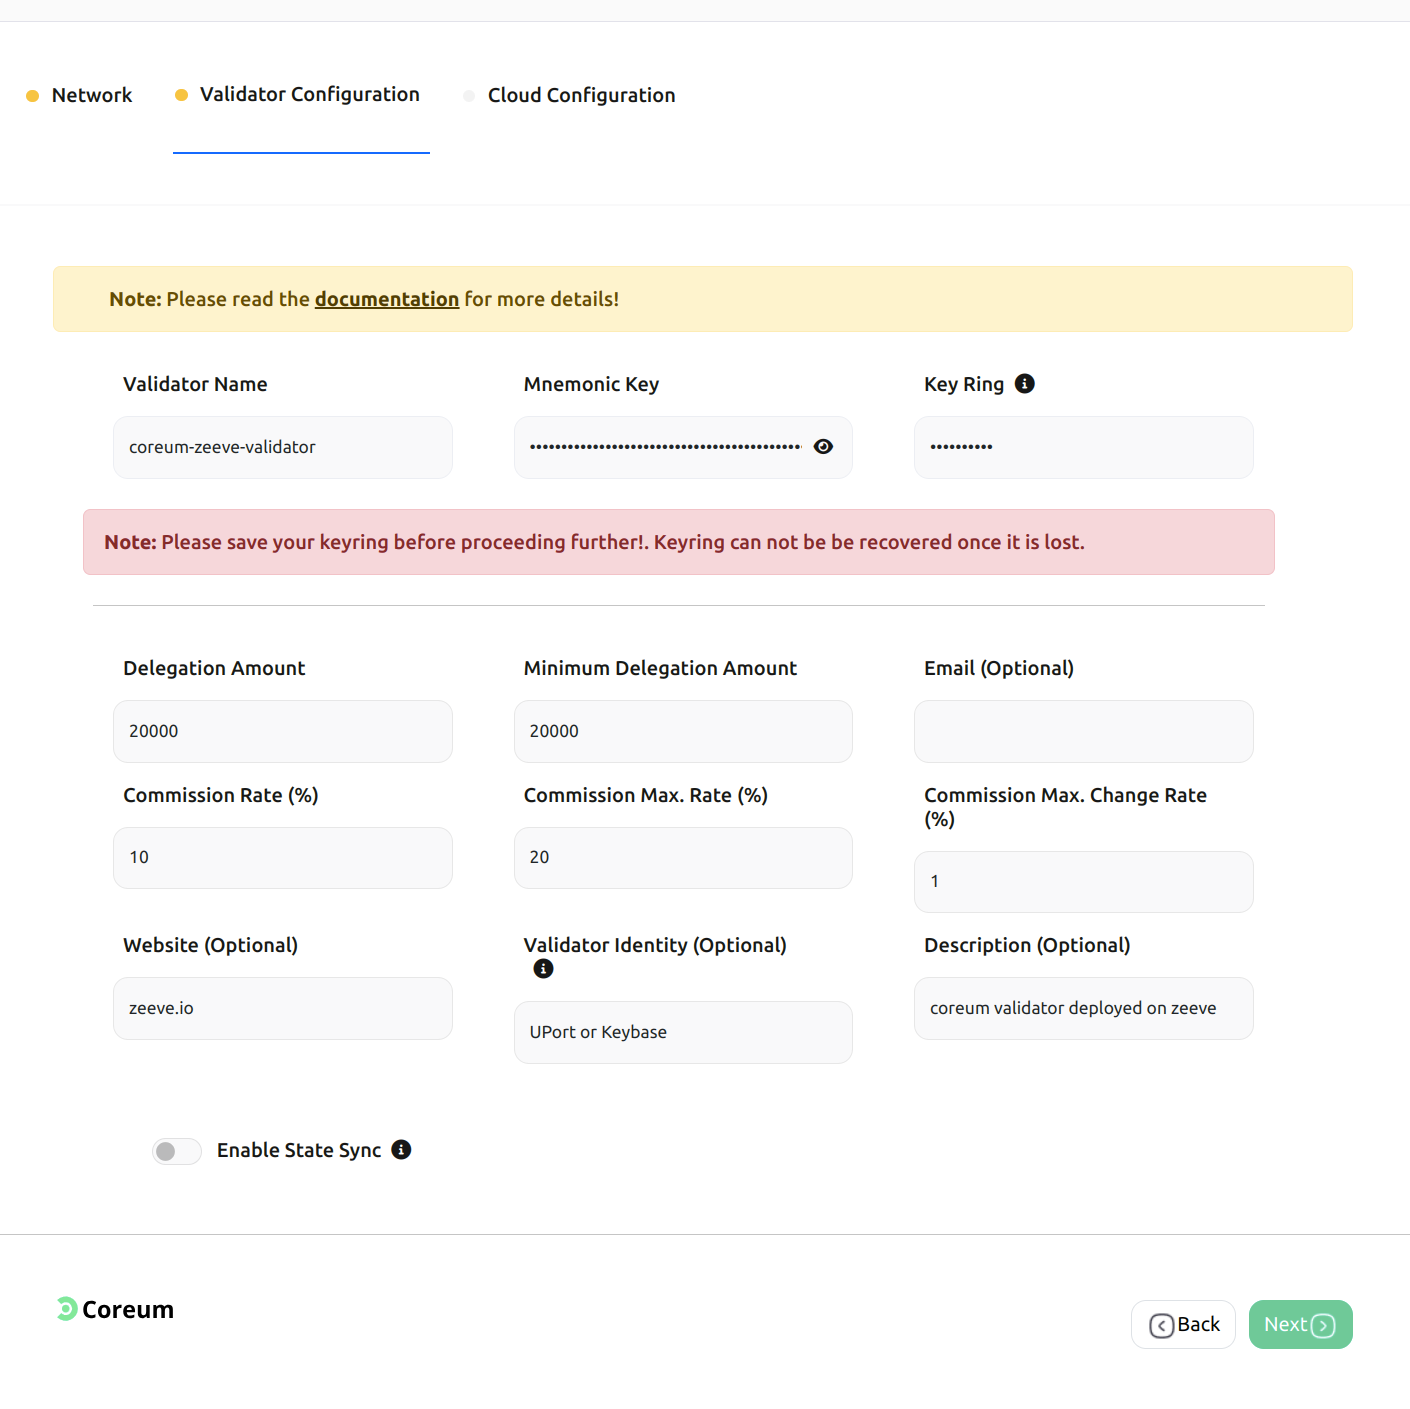 Network
Validator Configuration
Cloud Configuration
Note: Please read the documentation for more details!
Validator Name
Mnemonic Key
Key Ring
coreum-zeeve-validator
•••••••••••••••••••••••••••••••••••••••••••
••••••••••
Note: Please save your keyring before proceeding further!. Keyring can not be be recovered once it is lost.
Delegation Amount
Minimum Delegation Amount
Email (Optional)
20000
20000
Commission Rate (%)
Commission Max. Rate (%)
Commission Max. Change Rate
(%)
10
20
1
Website (Optional)
Validator Identity (Optional)
Description (Optional)
zeeve.io
UPort or Keybase
coreum validator deployed on zeeve
Enable State Sync
Coreum
Back
Next